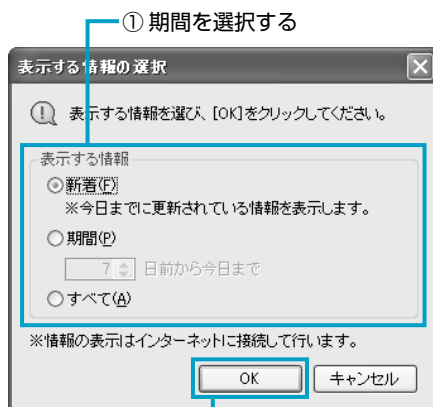 ① 期間を選択する
表示する情報の選択
表示する情報を選び、[OK]をクリックしてください。
表示する情報
新着(F)
※今日までに更新されている情報を表示します。
期間(P)
7 日前から今日まで
すべて(A)
※情報の表示はインターネットに接続して行います。
OK キャンセル